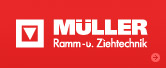 MÜLLER
Ramm- u. Ziehtechnik